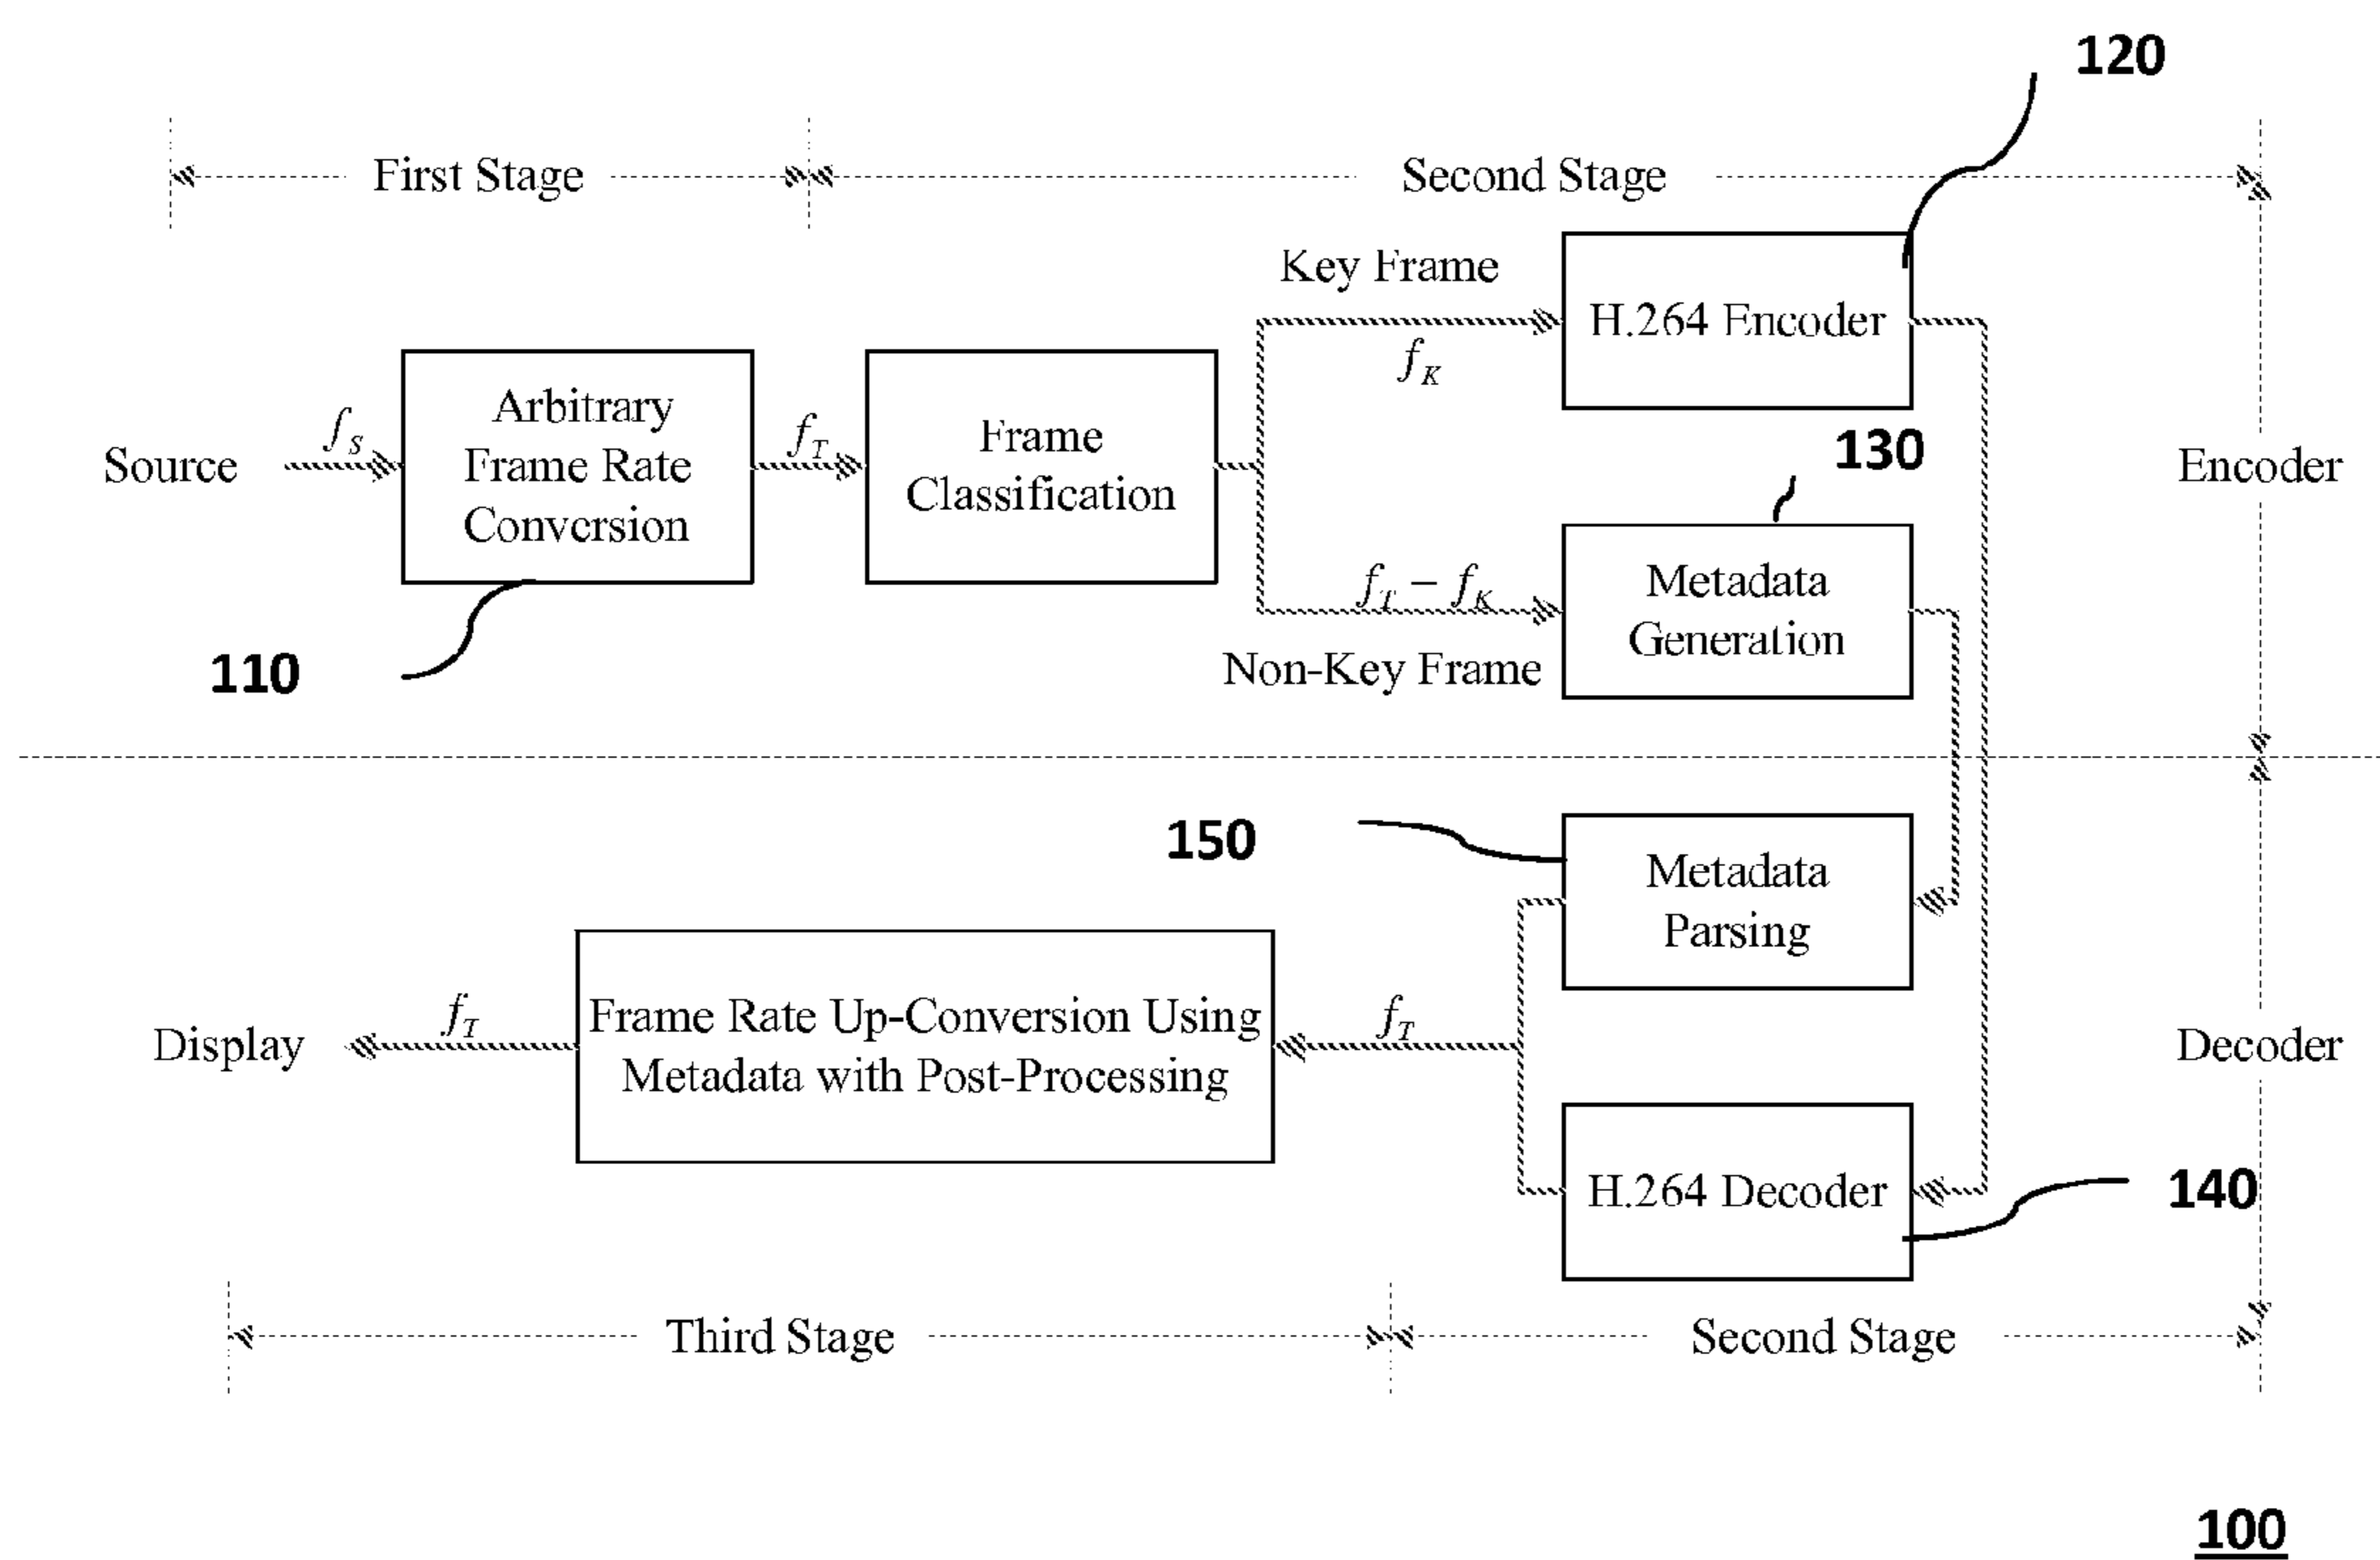 120
First Stage
Second Stage
Key Frame
f_K
H.264 Encoder
Source
f_S
Arbitrary
Frame Rate
Conversion
f_T
Frame
Classification
130
Encoder
f_T − f_K
Non-Key Frame
Metadata
Generation
110
150
Metadata
Parsing
Display
f_T
Frame Rate Up-Conversion Using
Metadata with Post-Processing
f_T
Decoder
H.264 Decoder
140
Third Stage
Second Stage
100